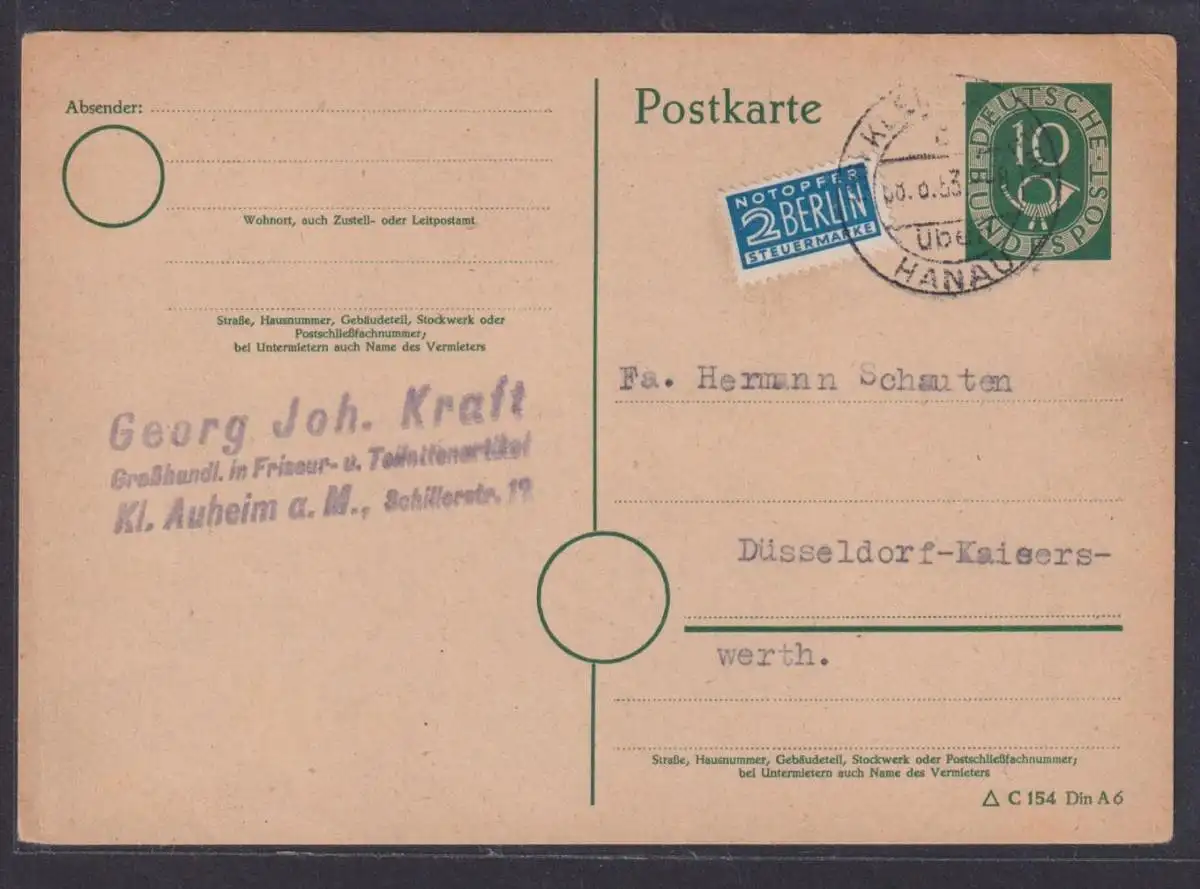 Absender:
Wohnort, auch Zustell- oder Leitpostamt
Straße, Hausnummer, Gebäudeteil, Stockwerk oder
Postschließfachnummer;
bei Untermietern auch Name des Vermieters
Georg Joh. Kraft
Großhandl. in Friseur- u. Toilettenartikel
Kl. Auheim a. M., Schillerstr. 19
Postkarte
NOTOPFER
2 BERLIN
STEUERMARKE
über
HANAU
DEUTSCHE
BUNDESPOST
10
Fa. Hermann Schauten
Düsseldorf-Kaisers-
werth.
Straße, Hausnummer, Gebäudeteil, Stockwerk oder Postschließfachnummer;
bei Untermietern auch Name des Vermieters
△ C 154 Din A 6